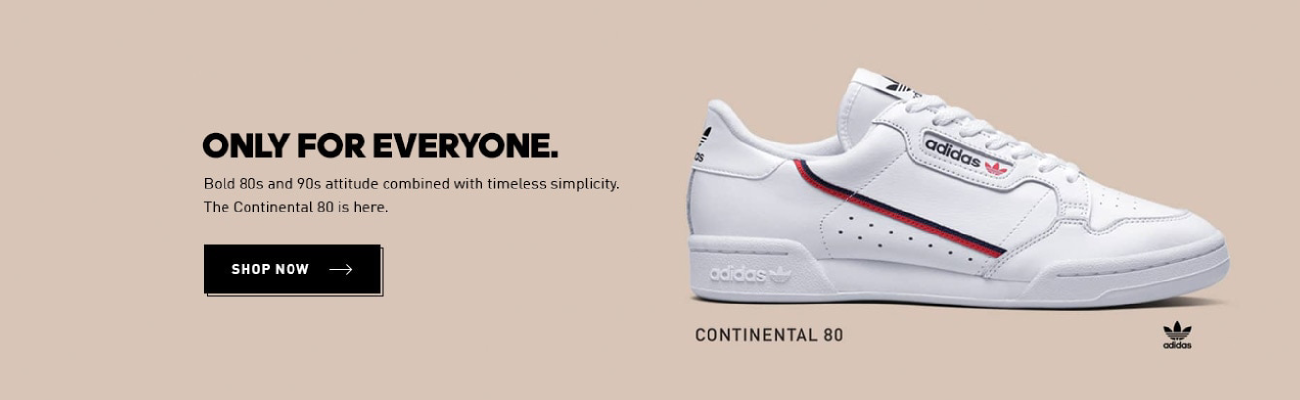 ONLY FOR EVERYONE.
Bold 80s and 90s attitude combined with timeless simplicity.
The Continental 80 is here.
SHOP NOW
adidas
adidas
CONTINENTAL 80
adidas